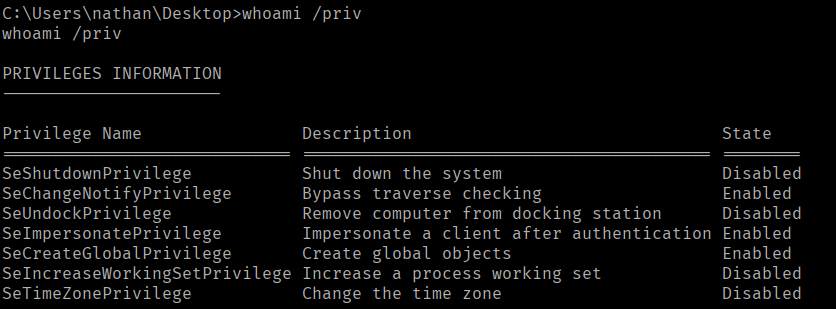 C:\Users\nathan\Desktop>whoami /priv
whoami /priv
PRIVILEGES INFORMATION
----------------------
Privilege Name                Description                               State
============================= ========================================= ========
SeShutdownPrivilege           Shut down the system                      Disabled
SeChangeNotifyPrivilege       Bypass traverse checking                  Enabled
SeUndockPrivilege             Remove computer from docking station      Disabled
SeImpersonatePrivilege        Impersonate a client after authentication Enabled
SeCreateGlobalPrivilege       Create global objects                     Enabled
SeIncreaseWorkingSetPrivilege Increase a process working set            Disabled
SeTimeZonePrivilege           Change the time zone                      Disabled